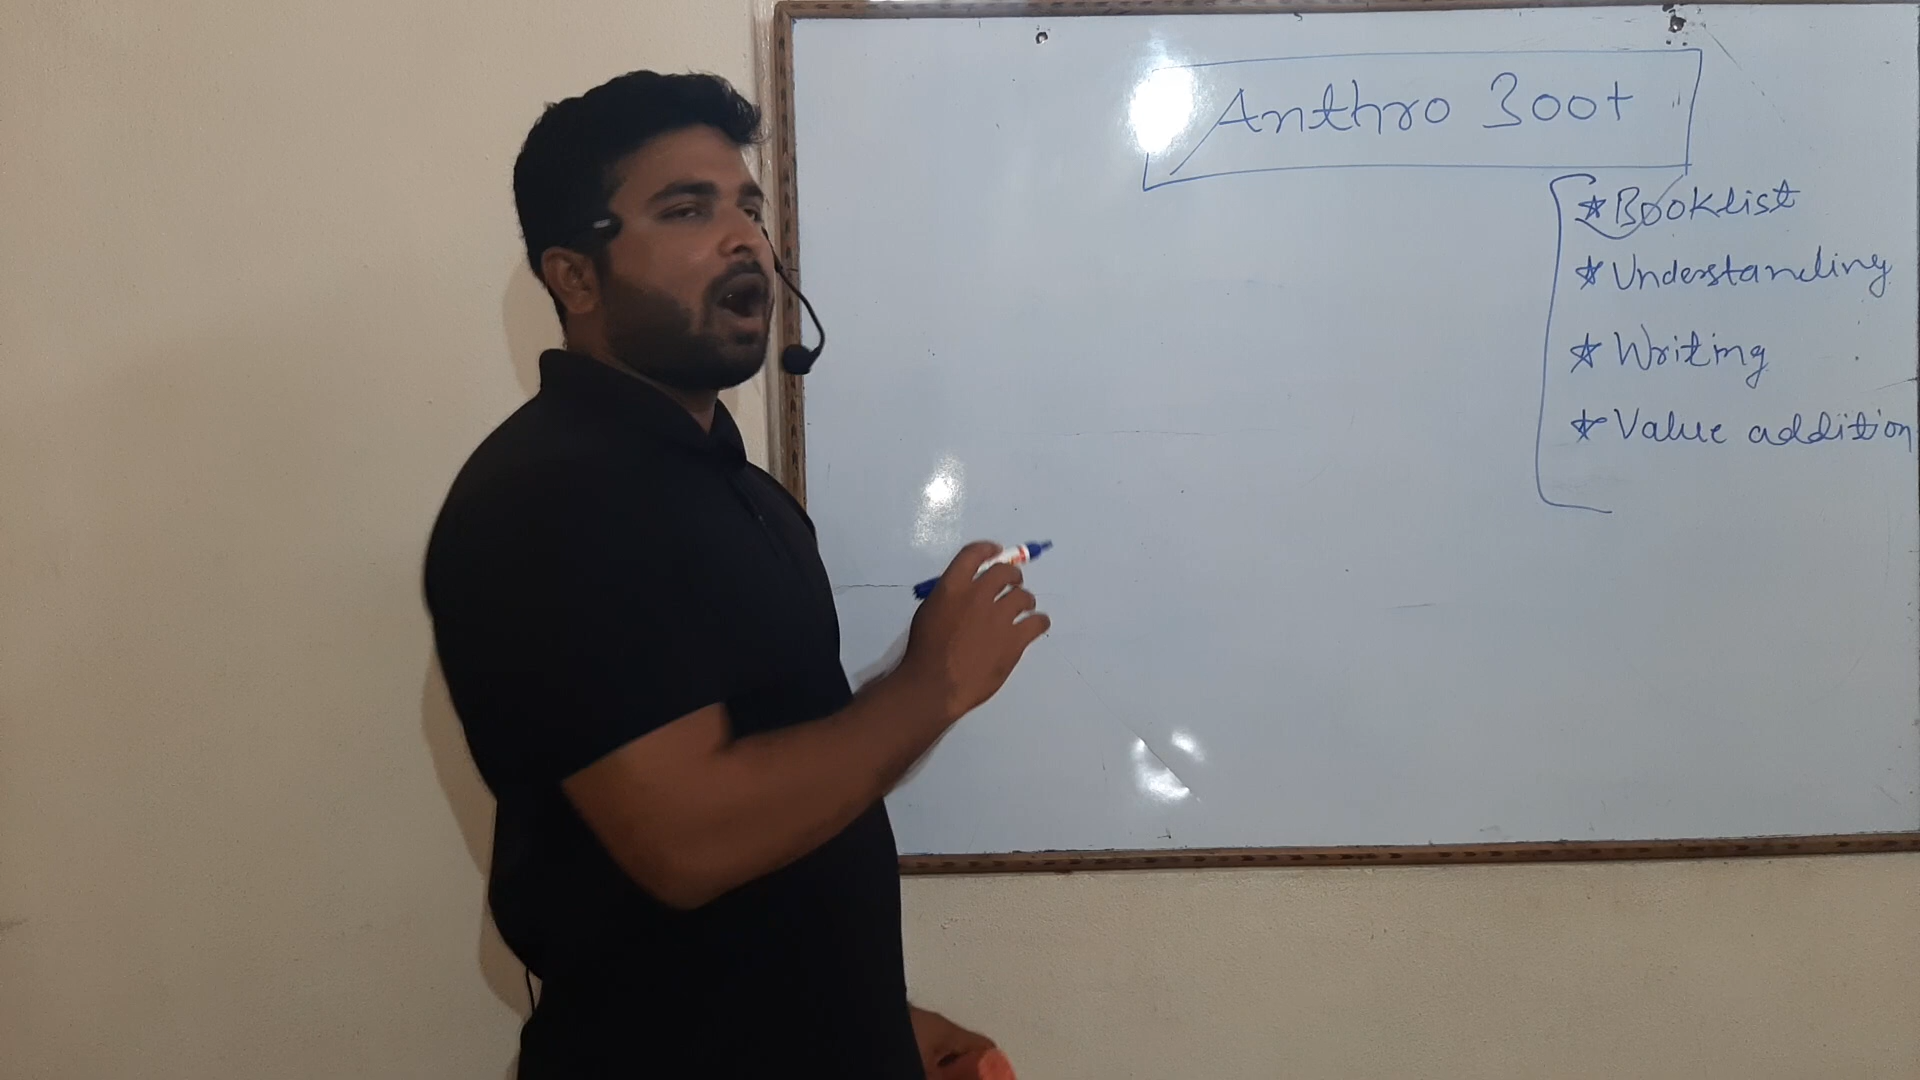 Anthro 300+
* Booklist
* Understanding
* Writing
* Value addition